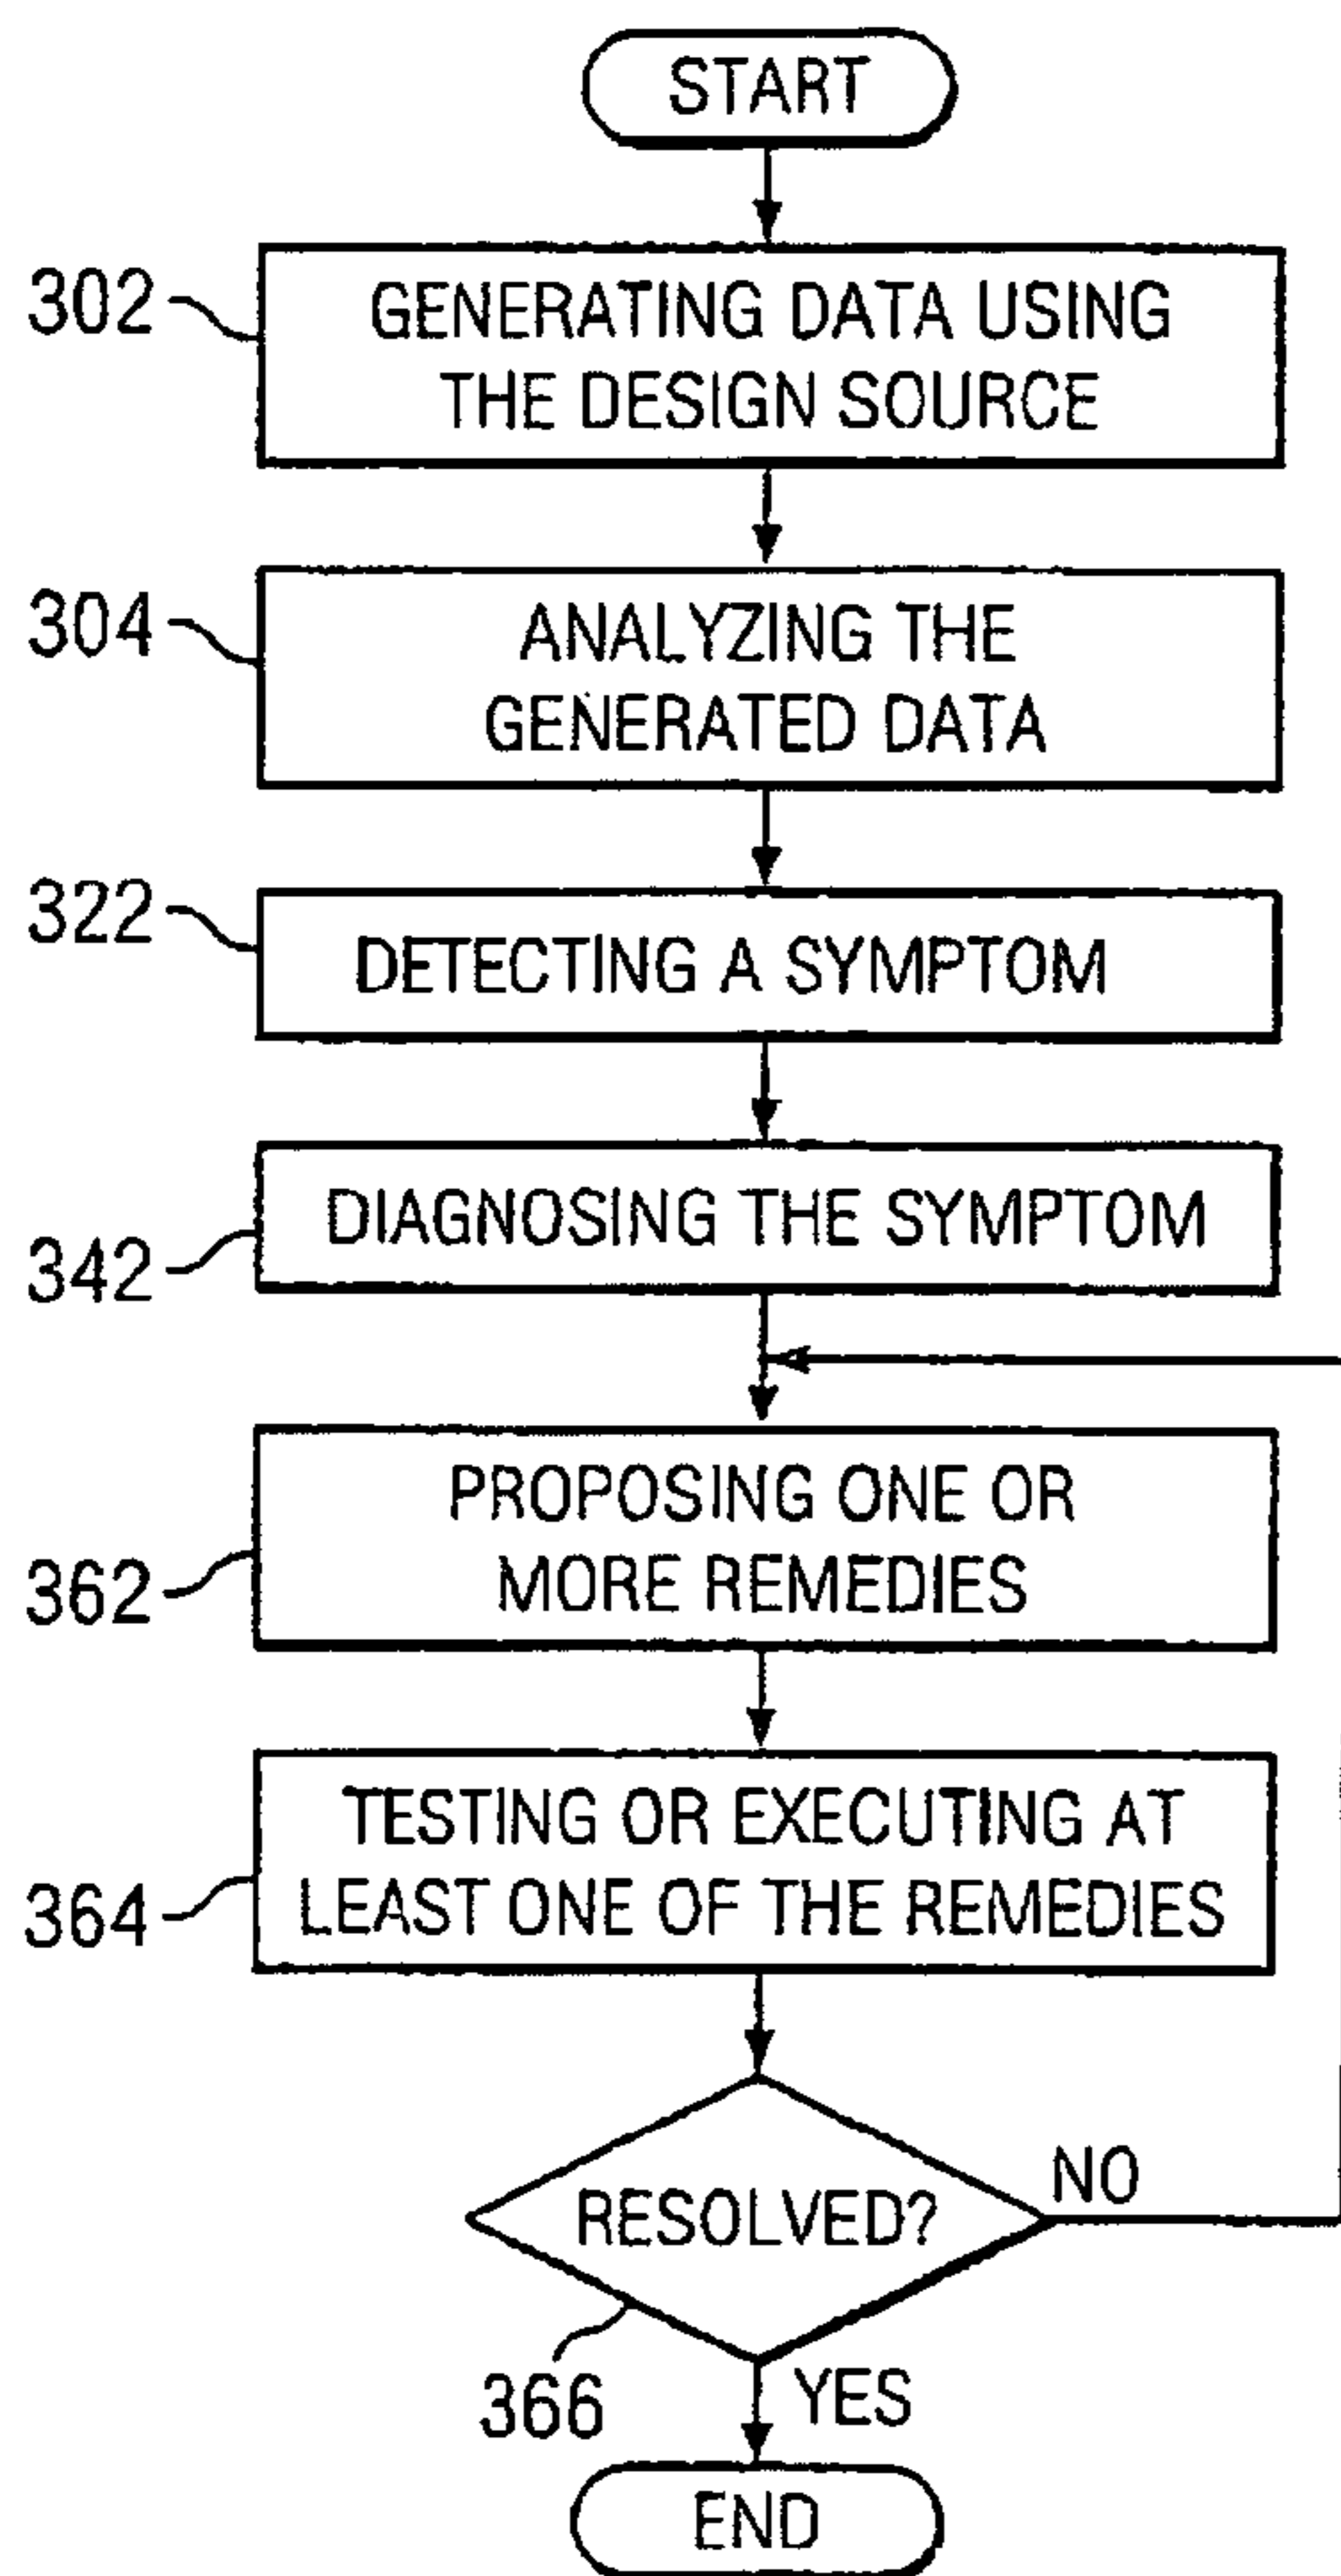 START
302
GENERATING DATA USING
THE DESIGN SOURCE
304
ANALYZING THE
GENERATED DATA
322
DETECTING A SYMPTOM
342
DIAGNOSING THE SYMPTOM
362
PROPOSING ONE OR
MORE REMEDIES
364
TESTING OR EXECUTING AT
LEAST ONE OF THE REMEDIES
RESOLVED?
NO
366
YES
END